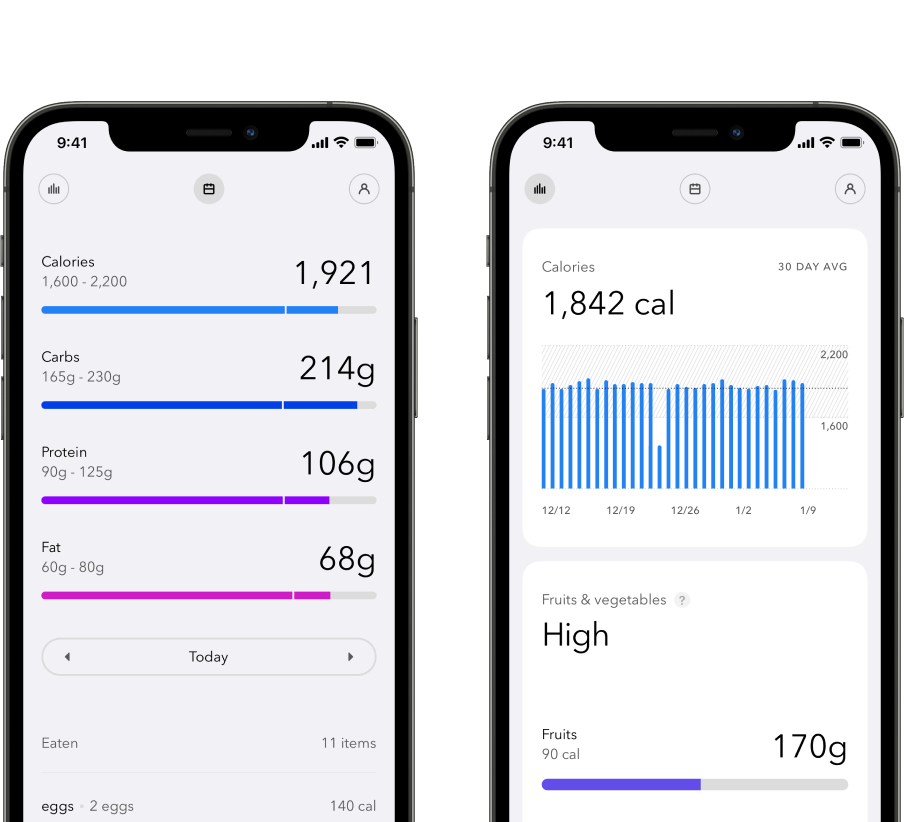 9:41
Calories
1,600 - 2,200
1,921
Carbs
165g - 230g
214g
Protein
90g - 125g
106g
Fat
60g - 80g
68g
Today
Eaten
11 items
eggs • 2 eggs
140 cal
9:41
Calories
30 DAY AVG
1,842 cal
2,200
1,600
12/12 12/19 12/26 1/2 1/9
Fruits & vegetables ?
High
Fruits
90 cal
170g